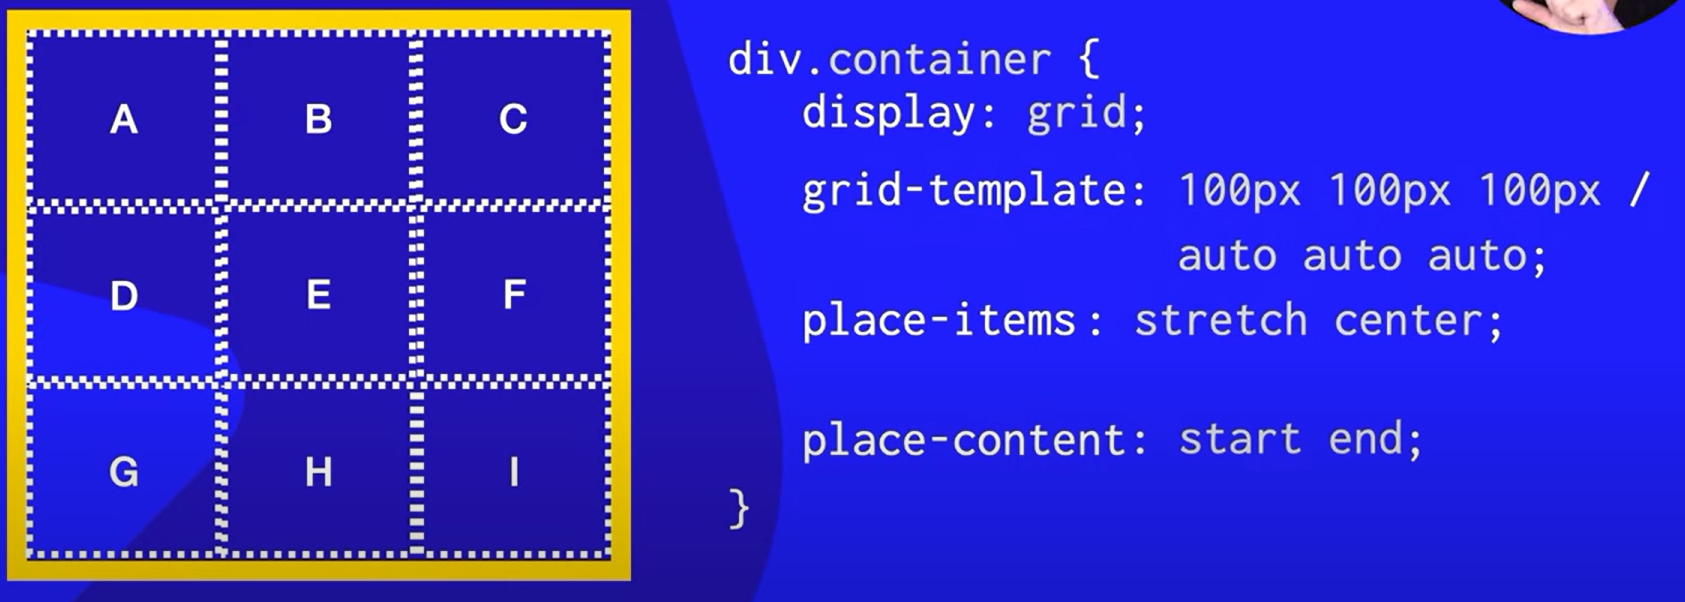 A B C
D E F
G H I
div.container {
display: grid;
grid-template: 100px 100px 100px /
auto auto auto;
place-items: stretch center;
place-content: start end;
}